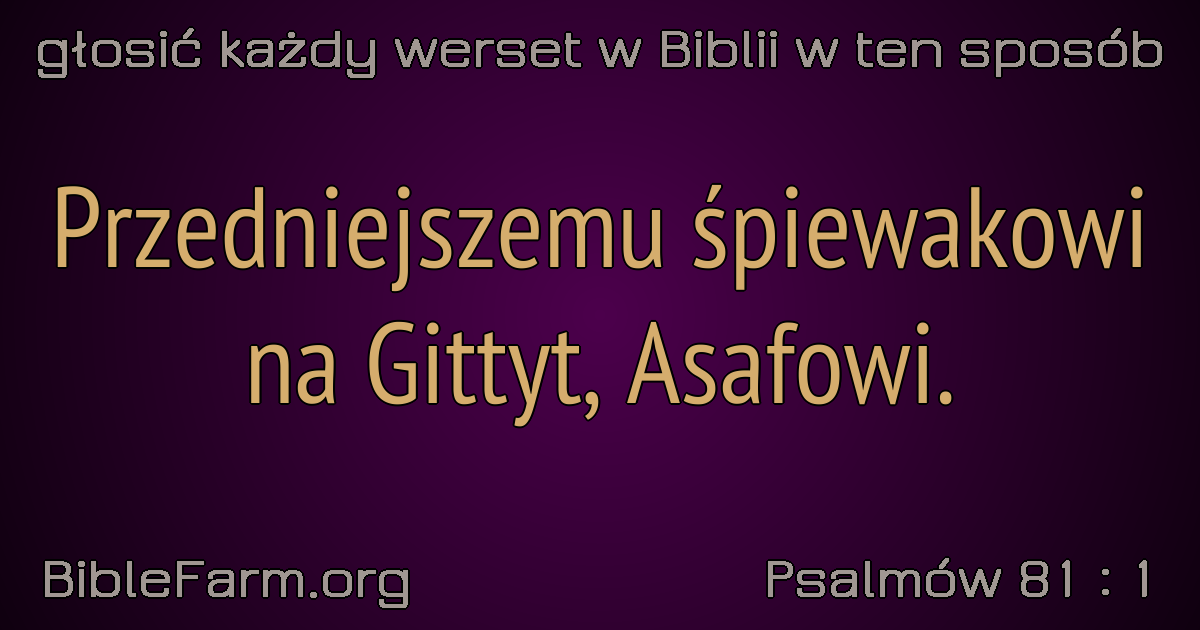 głosić każdy werset w Biblii w ten sposób
Przedniejszemu śpiewakowi
na Gittyt, Asafowi.
BibleFarm.org
Psalmów 81 : 1